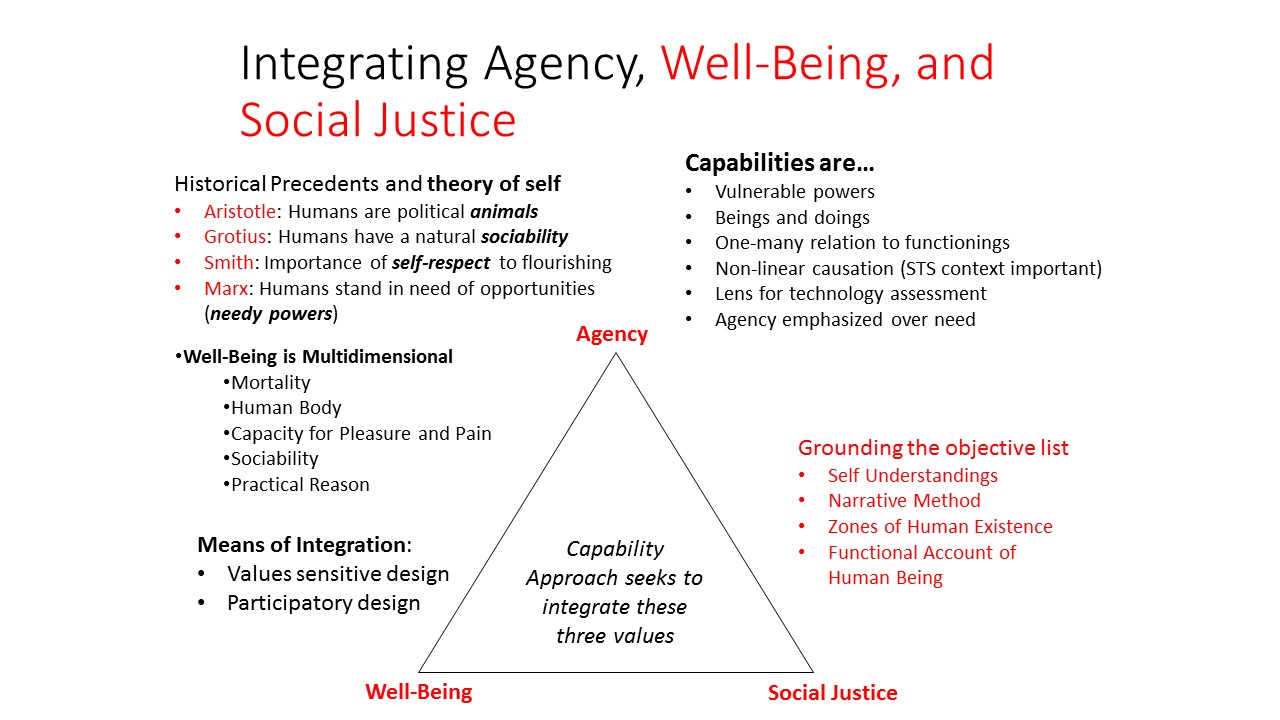 Integrating Agency, Well-Being, and
Social Justice
Historical Precedents and theory of self
• Aristotle: Humans are political animals
• Grotius: Humans have a natural sociability
• Smith: Importance of self-respect to flourishing
• Marx: Humans stand in need of opportunities
(needy powers)
Capabilities are…
• Vulnerable powers
• Beings and doings
• One-many relation to functionings
• Non-linear causation (STS context important)
• Lens for technology assessment
• Agency emphasized over need
Agency
•Well-Being is Multidimensional
•Mortality
•Human Body
•Capacity for Pleasure and Pain
•Sociability
•Practical Reason
Grounding the objective list
• Self Understandings
• Narrative Method
• Zones of Human Existence
• Functional Account of
Human Being
Means of Integration:
• Values sensitive design
• Participatory design
Capability
Approach seeks to
integrate these
three values
Well-Being
Social Justice